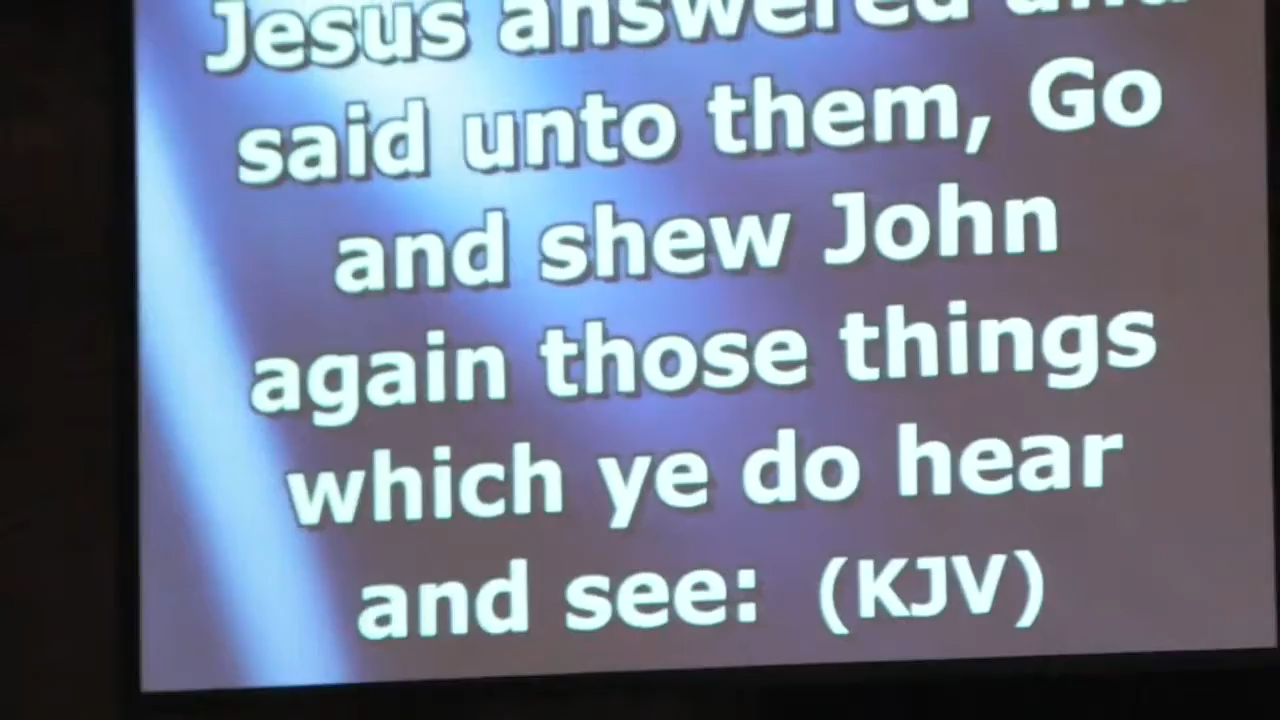 Jesus answered and
said unto them, Go
and shew John
again those things
which ye do hear
and see: (KJV)